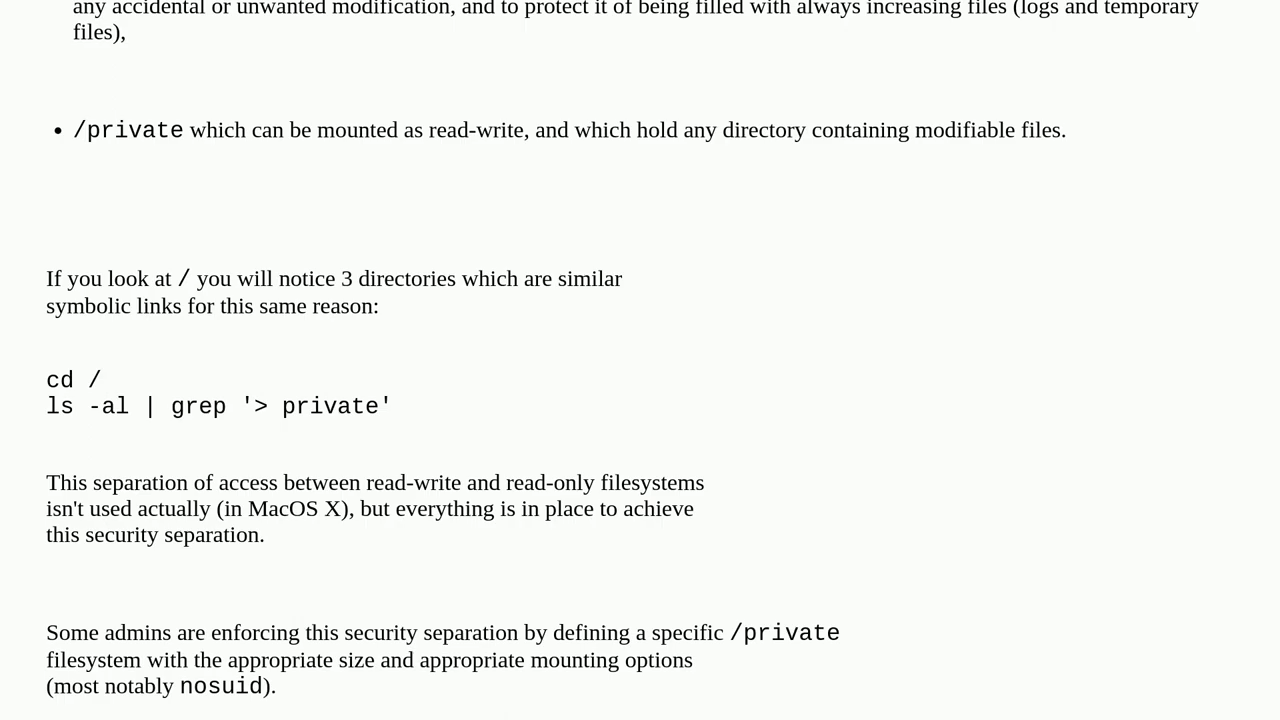 any accidental or unwanted modification, and to protect it of being filled with always increasing files (logs and temporary
files),
• /private which can be mounted as read-write, and which hold any directory containing modifiable files.
If you look at / you will notice 3 directories which are similar
symbolic links for this same reason:
cd /
ls -al | grep '> private'
This separation of access between read-write and read-only filesystems
isn't used actually (in MacOS X), but everything is in place to achieve
this security separation.
Some admins are enforcing this security separation by defining a specific /private
filesystem with the appropriate size and appropriate mounting options
(most notably nosuid).